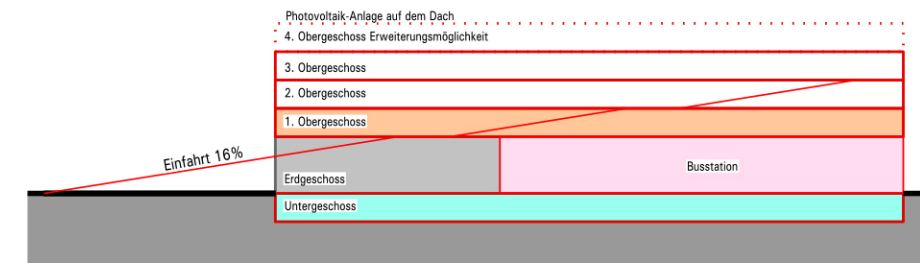 Photovoltaik-Anlage auf dem Dach
4. Obergeschoss Erweiterungsmöglichkeit
3. Obergeschoss
2. Obergeschoss
1. Obergeschoss
Einfahrt 16%
Busstation
Erdgeschoss
Untergeschoss